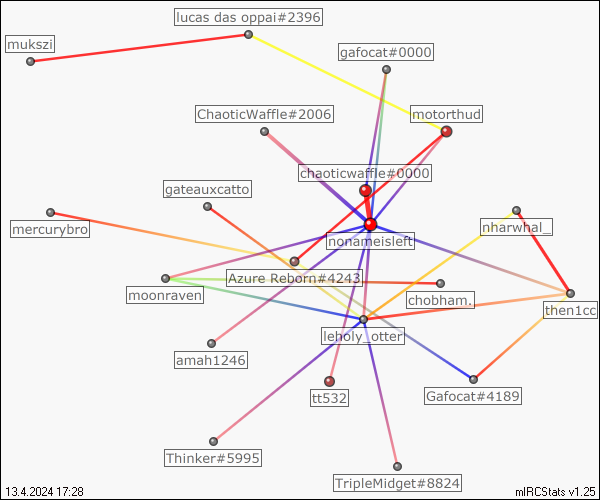 lucas das oppai#2396
mukszi
gafocat#0000
ChaoticWaffle#2006
motorthud
chaoticwaffle#0000
gateauxcatto
mercurybro
nharwhal_
nonameisleft
Azure Reborn#4243
moonraven
chobham.
then1cc
leholy_otter
amah1246
tt532
Gafocat#4189
Thinker#5995
TripleMidget#8824
13.4.2024 17:28
mIRCStats v1.25